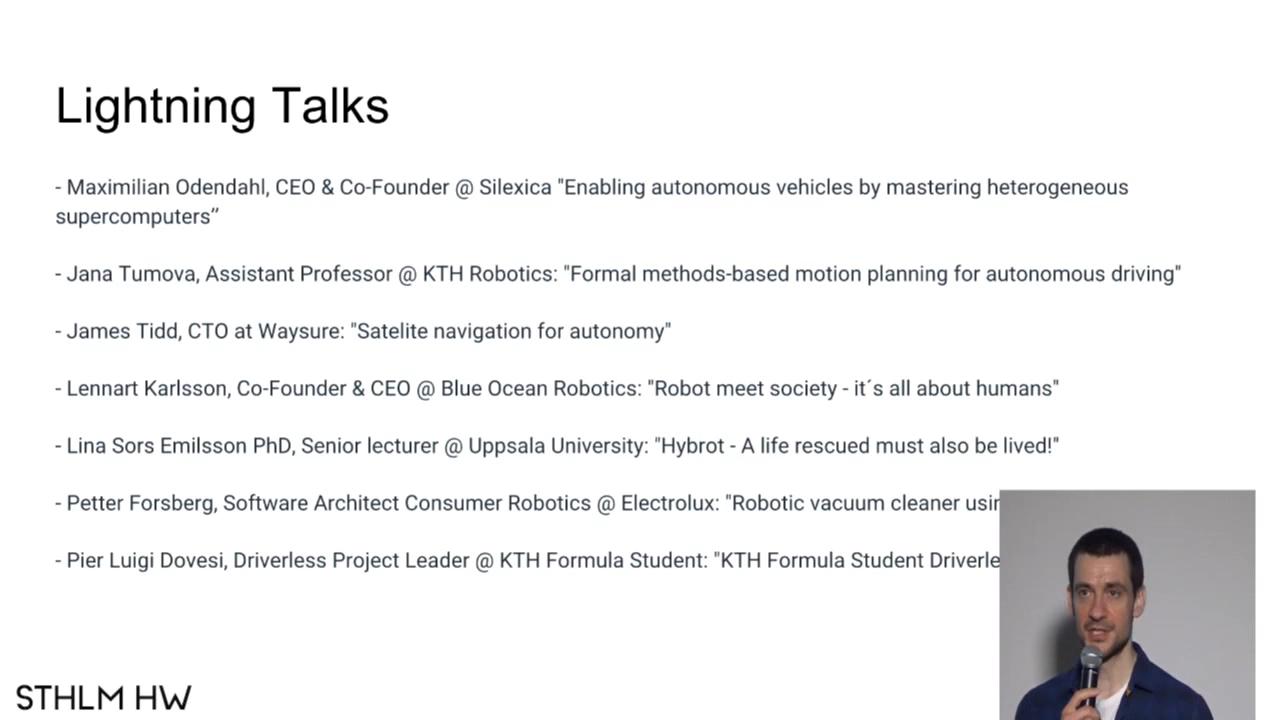 Lightning Talks
- Maximilian Odendahl, CEO & Co-Founder @ Silexica "Enabling autonomous vehicles by mastering heterogeneous
supercomputers”
- Jana Tumova, Assistant Professor @ KTH Robotics: "Formal methods-based motion planning for autonomous driving"
- James Tidd, CTO at Waysure: "Satelite navigation for autonomy"
- Lennart Karlsson, Co-Founder & CEO @ Blue Ocean Robotics: "Robot meet society - it´s all about humans"
- Lina Sors Emilsson PhD, Senior lecturer @ Uppsala University: "Hybrot - A life rescued must also be lived!"
- Petter Forsberg, Software Architect Consumer Robotics @ Electrolux: "Robotic vacuum cleaner
- Pier Luigi Dovesi, Driverless Project Leader @ KTH Formula Student: "KTH Formula Student
STHLM HW